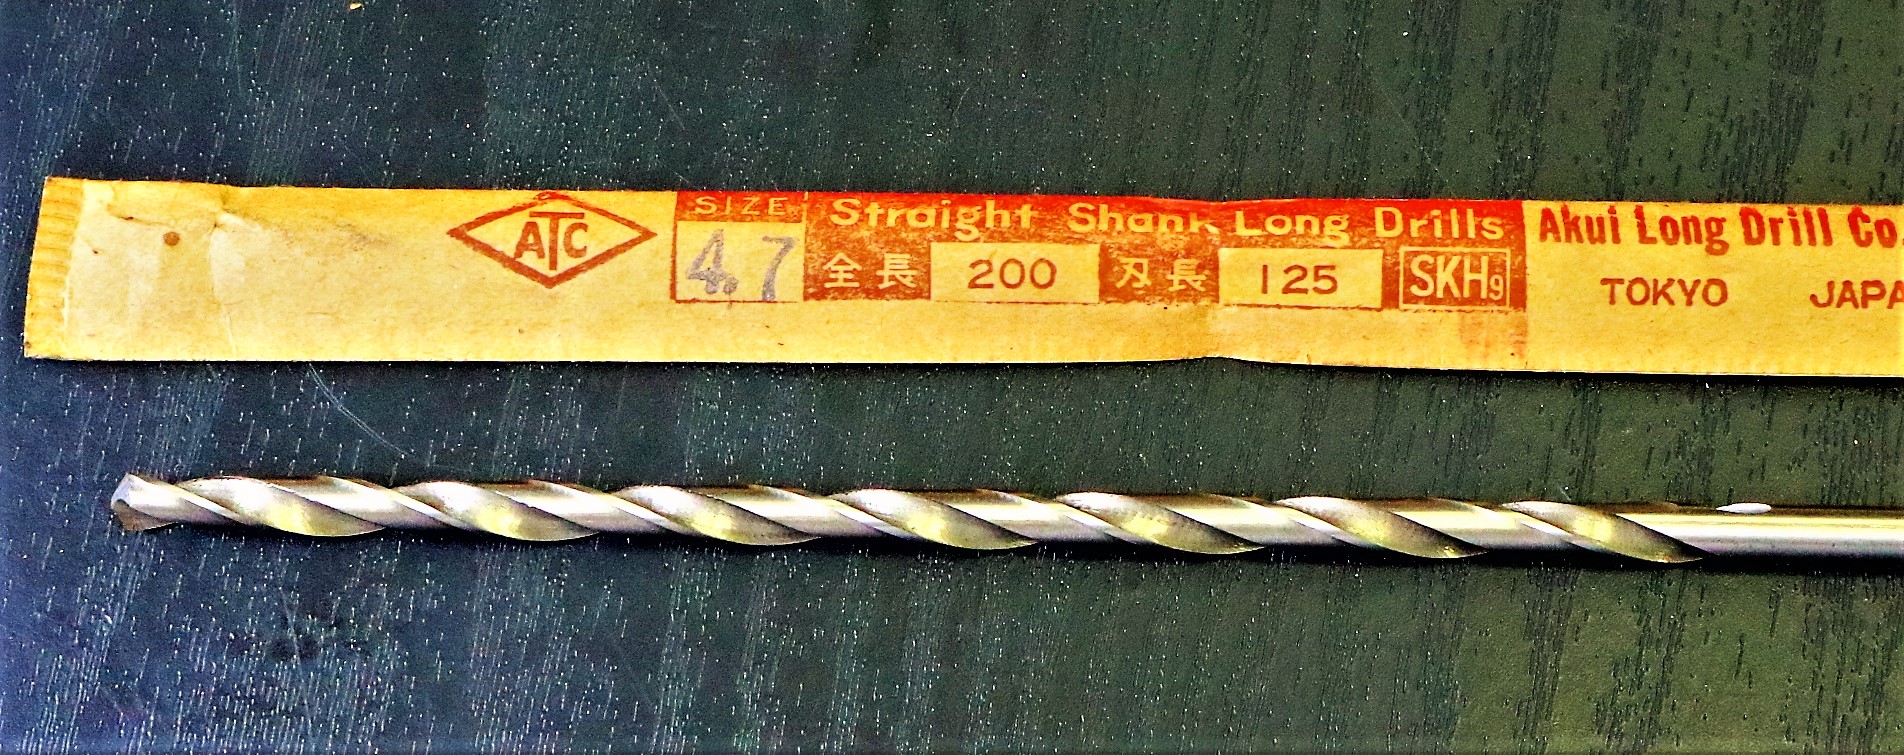 ATC
SIZE
4.7
Straight Shank Long Drills
全長 200 刃長 125 SKH9
Akui Long Drill Co
TOKYO JAPA